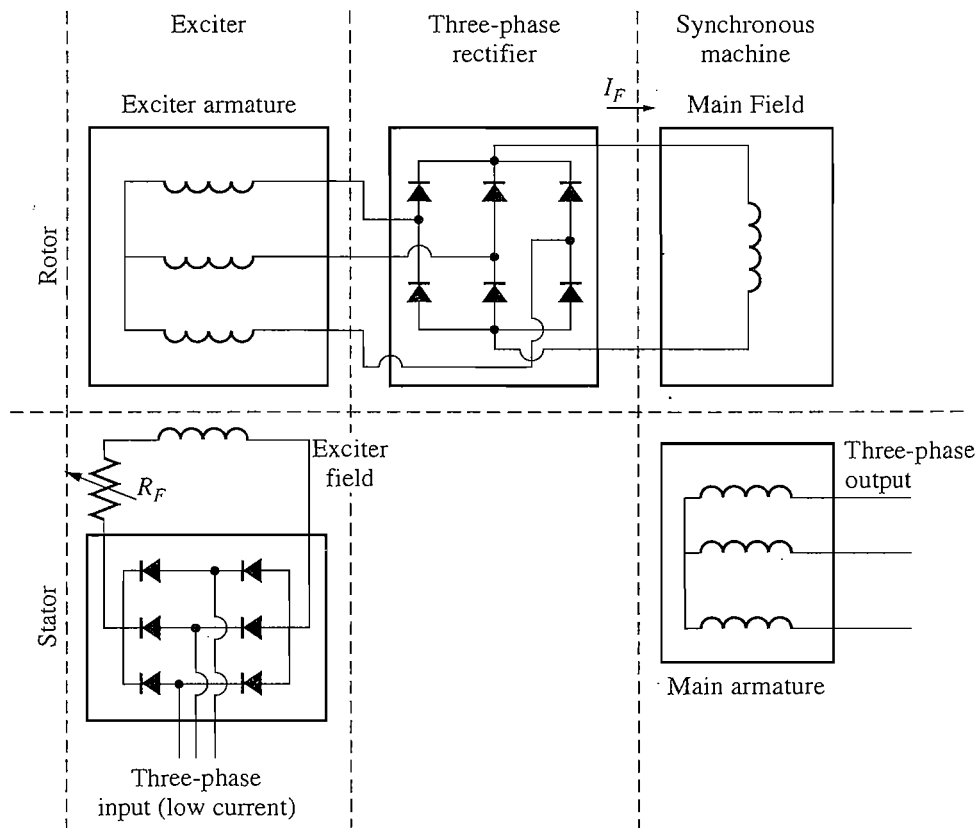 Exciter
Three-phase
rectifier
Synchronous
machine
Exciter armature
I_F
Main Field
Rotor
Exciter
field
R_F
Three-phase
output
Stator
Main armature
Three-phase
input (low current)